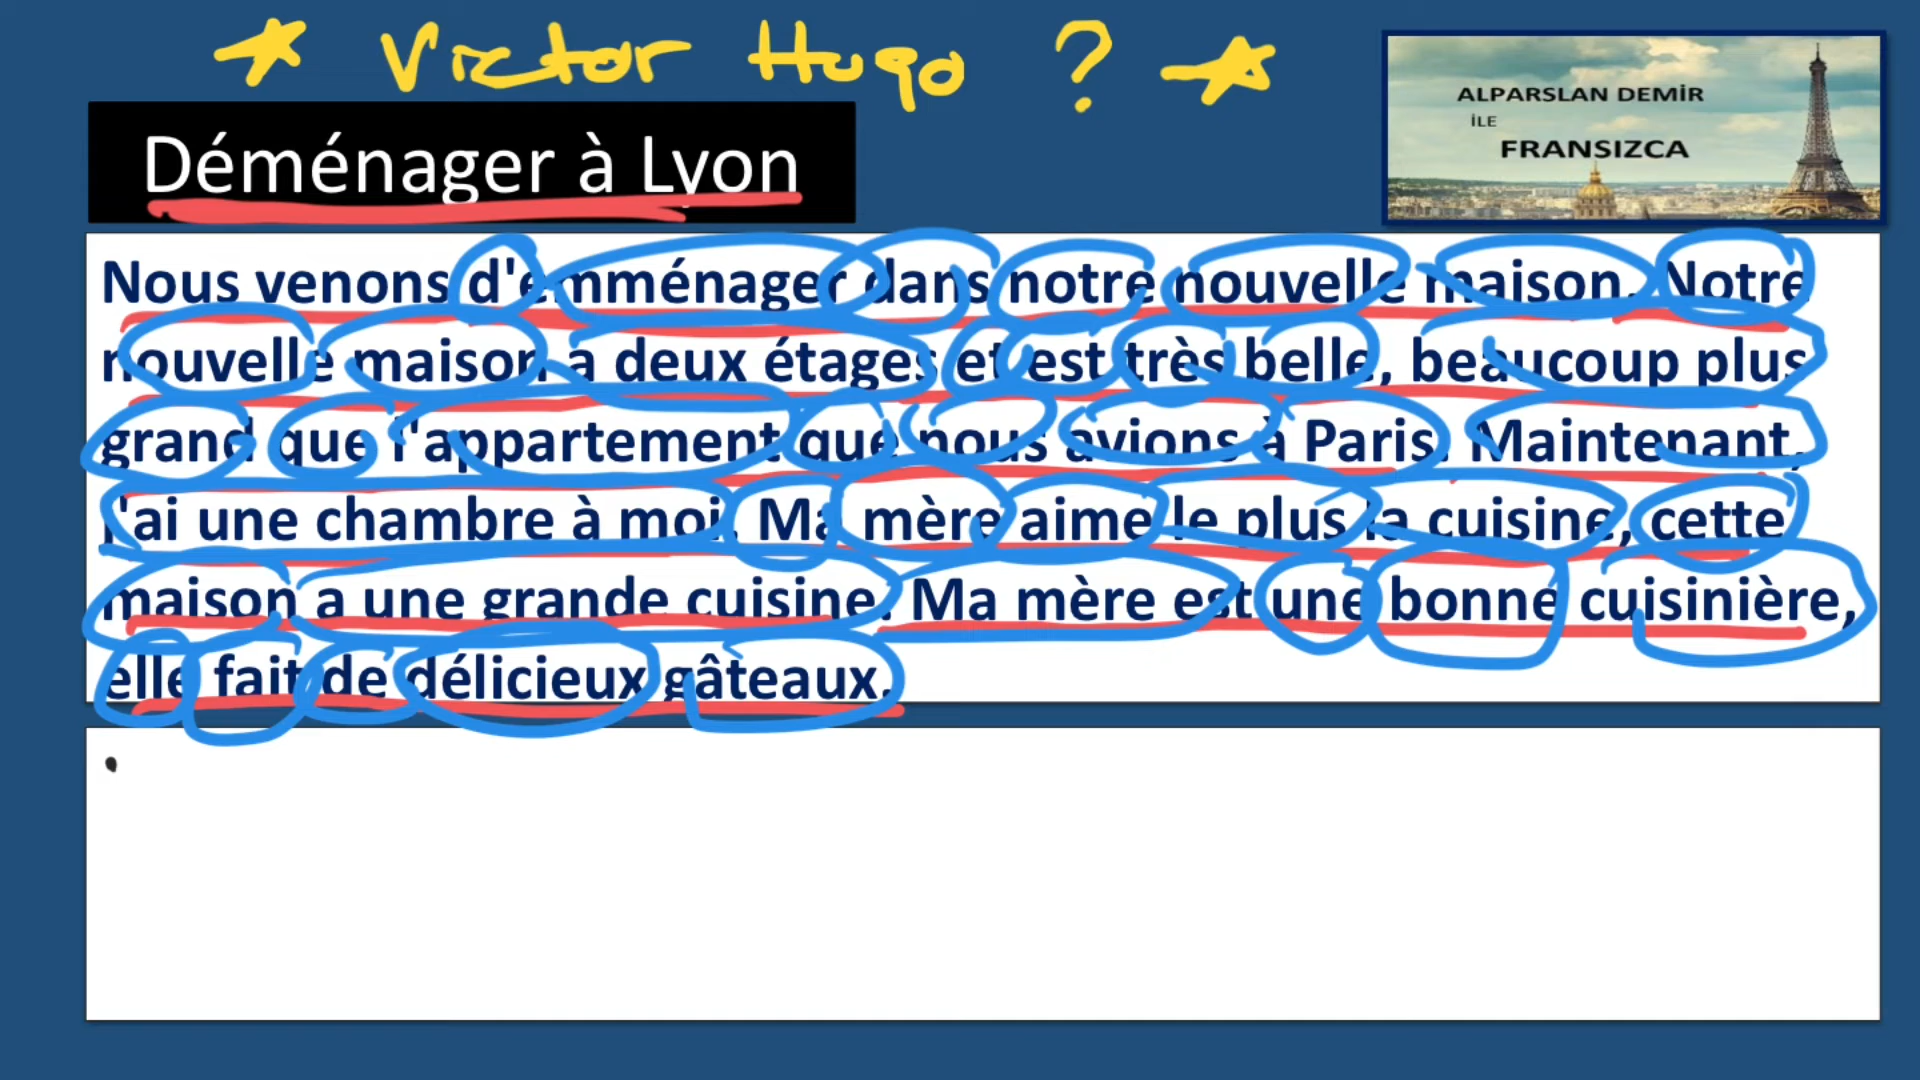 Victor Hugo ?
ALPARSLAN DEMİR
İLE
FRANSIZCA
Déménager à Lyon
Nous venons d'emménager dans notre nouvelle maison. Notre
nouvelle maison a deux étages et est très belle, beaucoup plus
grand que l'appartement que nous avions à Paris. Maintenant,
j'ai une chambre à moi. Ma mère aime le plus la cuisine, cette
maison a une grande cuisine. Ma mère est une bonne cuisinière,
elle fait de délicieux gâteaux.